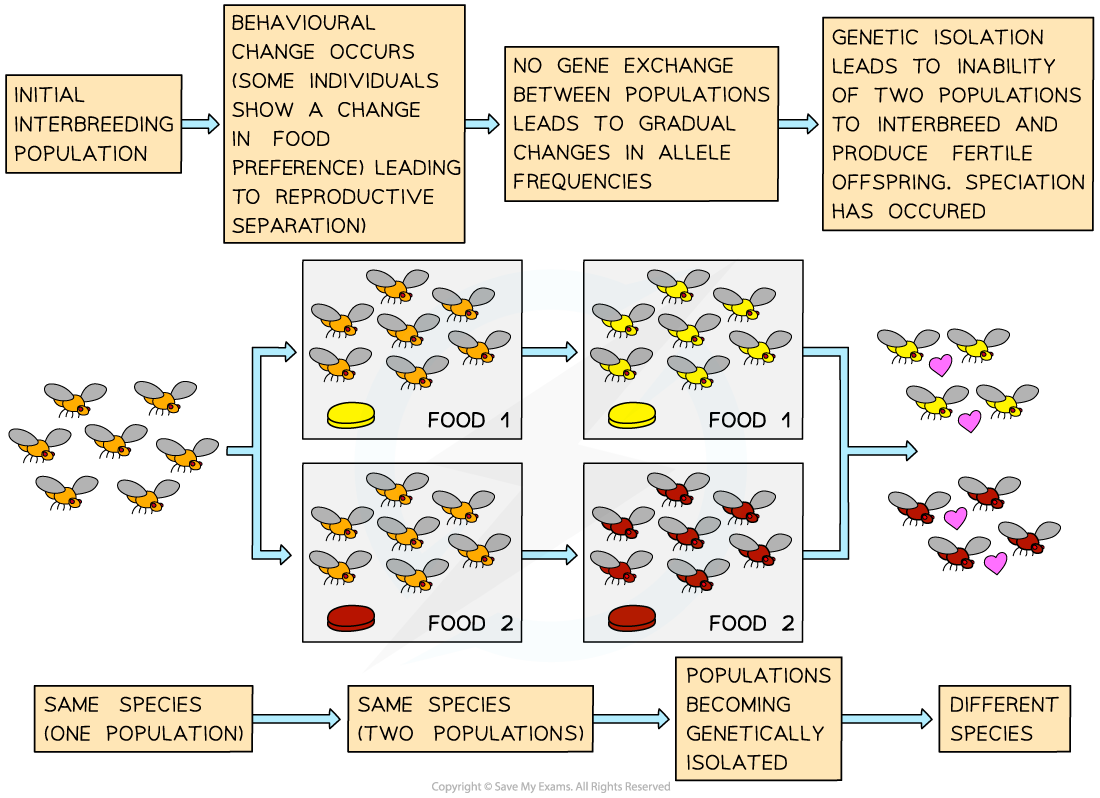 INITIAL
INTERBREEDING
POPULATION
BEHAVIOURAL
CHANGE OCCURS
(SOME INDIVIDUALS
SHOW A CHANGE
IN FOOD
PREFERENCE) LEADING
TO REPRODUCTIVE
SEPARATION)
NO GENE EXCHANGE
BETWEEN POPULATIONS
LEADS TO GRADUAL
CHANGES IN ALLELE
FREQUENCIES
GENETIC ISOLATION
LEADS TO INABILITY
OF TWO POPULATIONS
TO INTERBREED AND
PRODUCE FERTILE
OFFSPRING. SPECIATION
HAS OCCURED
FOOD 1
FOOD 1
FOOD 2
FOOD 2
SAME SPECIES
(ONE POPULATION)
SAME SPECIES
(TWO POPULATIONS)
POPULATIONS
BECOMING
GENETICALLY
ISOLATED
DIFFERENT
SPECIES
Copyright © Save My Exams. All Rights Reserved